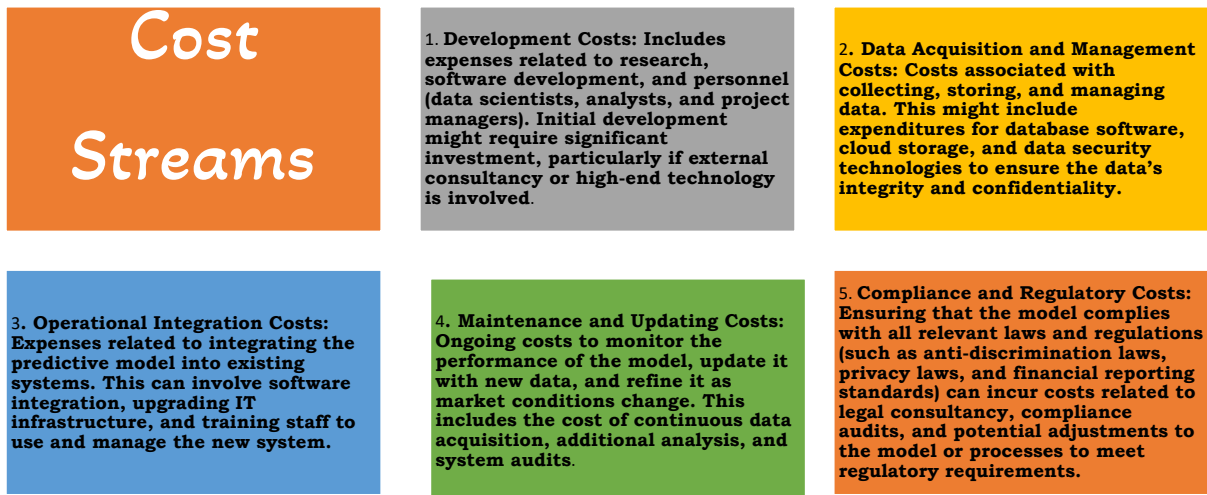 Cost
Streams
1. Development Costs: Includes
expenses related to research,
software development, and personnel
(data scientists, analysts, and project
managers). Initial development
might require significant
investment, particularly if external
consultancy or high-end technology
is involved.
2. Data Acquisition and Management
Costs: Costs associated with
collecting, storing, and managing
data. This might include
expenditures for database software,
cloud storage, and data security
technologies to ensure the data’s
integrity and confidentiality.
3. Operational Integration Costs:
Expenses related to integrating the
predictive model into existing
systems. This can involve software
integration, upgrading IT
infrastructure, and training staff to
use and manage the new system.
4. Maintenance and Updating Costs:
Ongoing costs to monitor the
performance of the model, update it
with new data, and refine it as
market conditions change. This
includes the cost of continuous data
acquisition, additional analysis, and
system audits.
5. Compliance and Regulatory Costs:
Ensuring that the model complies
with all relevant laws and regulations
(such as anti-discrimination laws,
privacy laws, and financial reporting
standards) can incur costs related to
legal consultancy, compliance
audits, and potential adjustments to
the model or processes to meet
regulatory requirements.